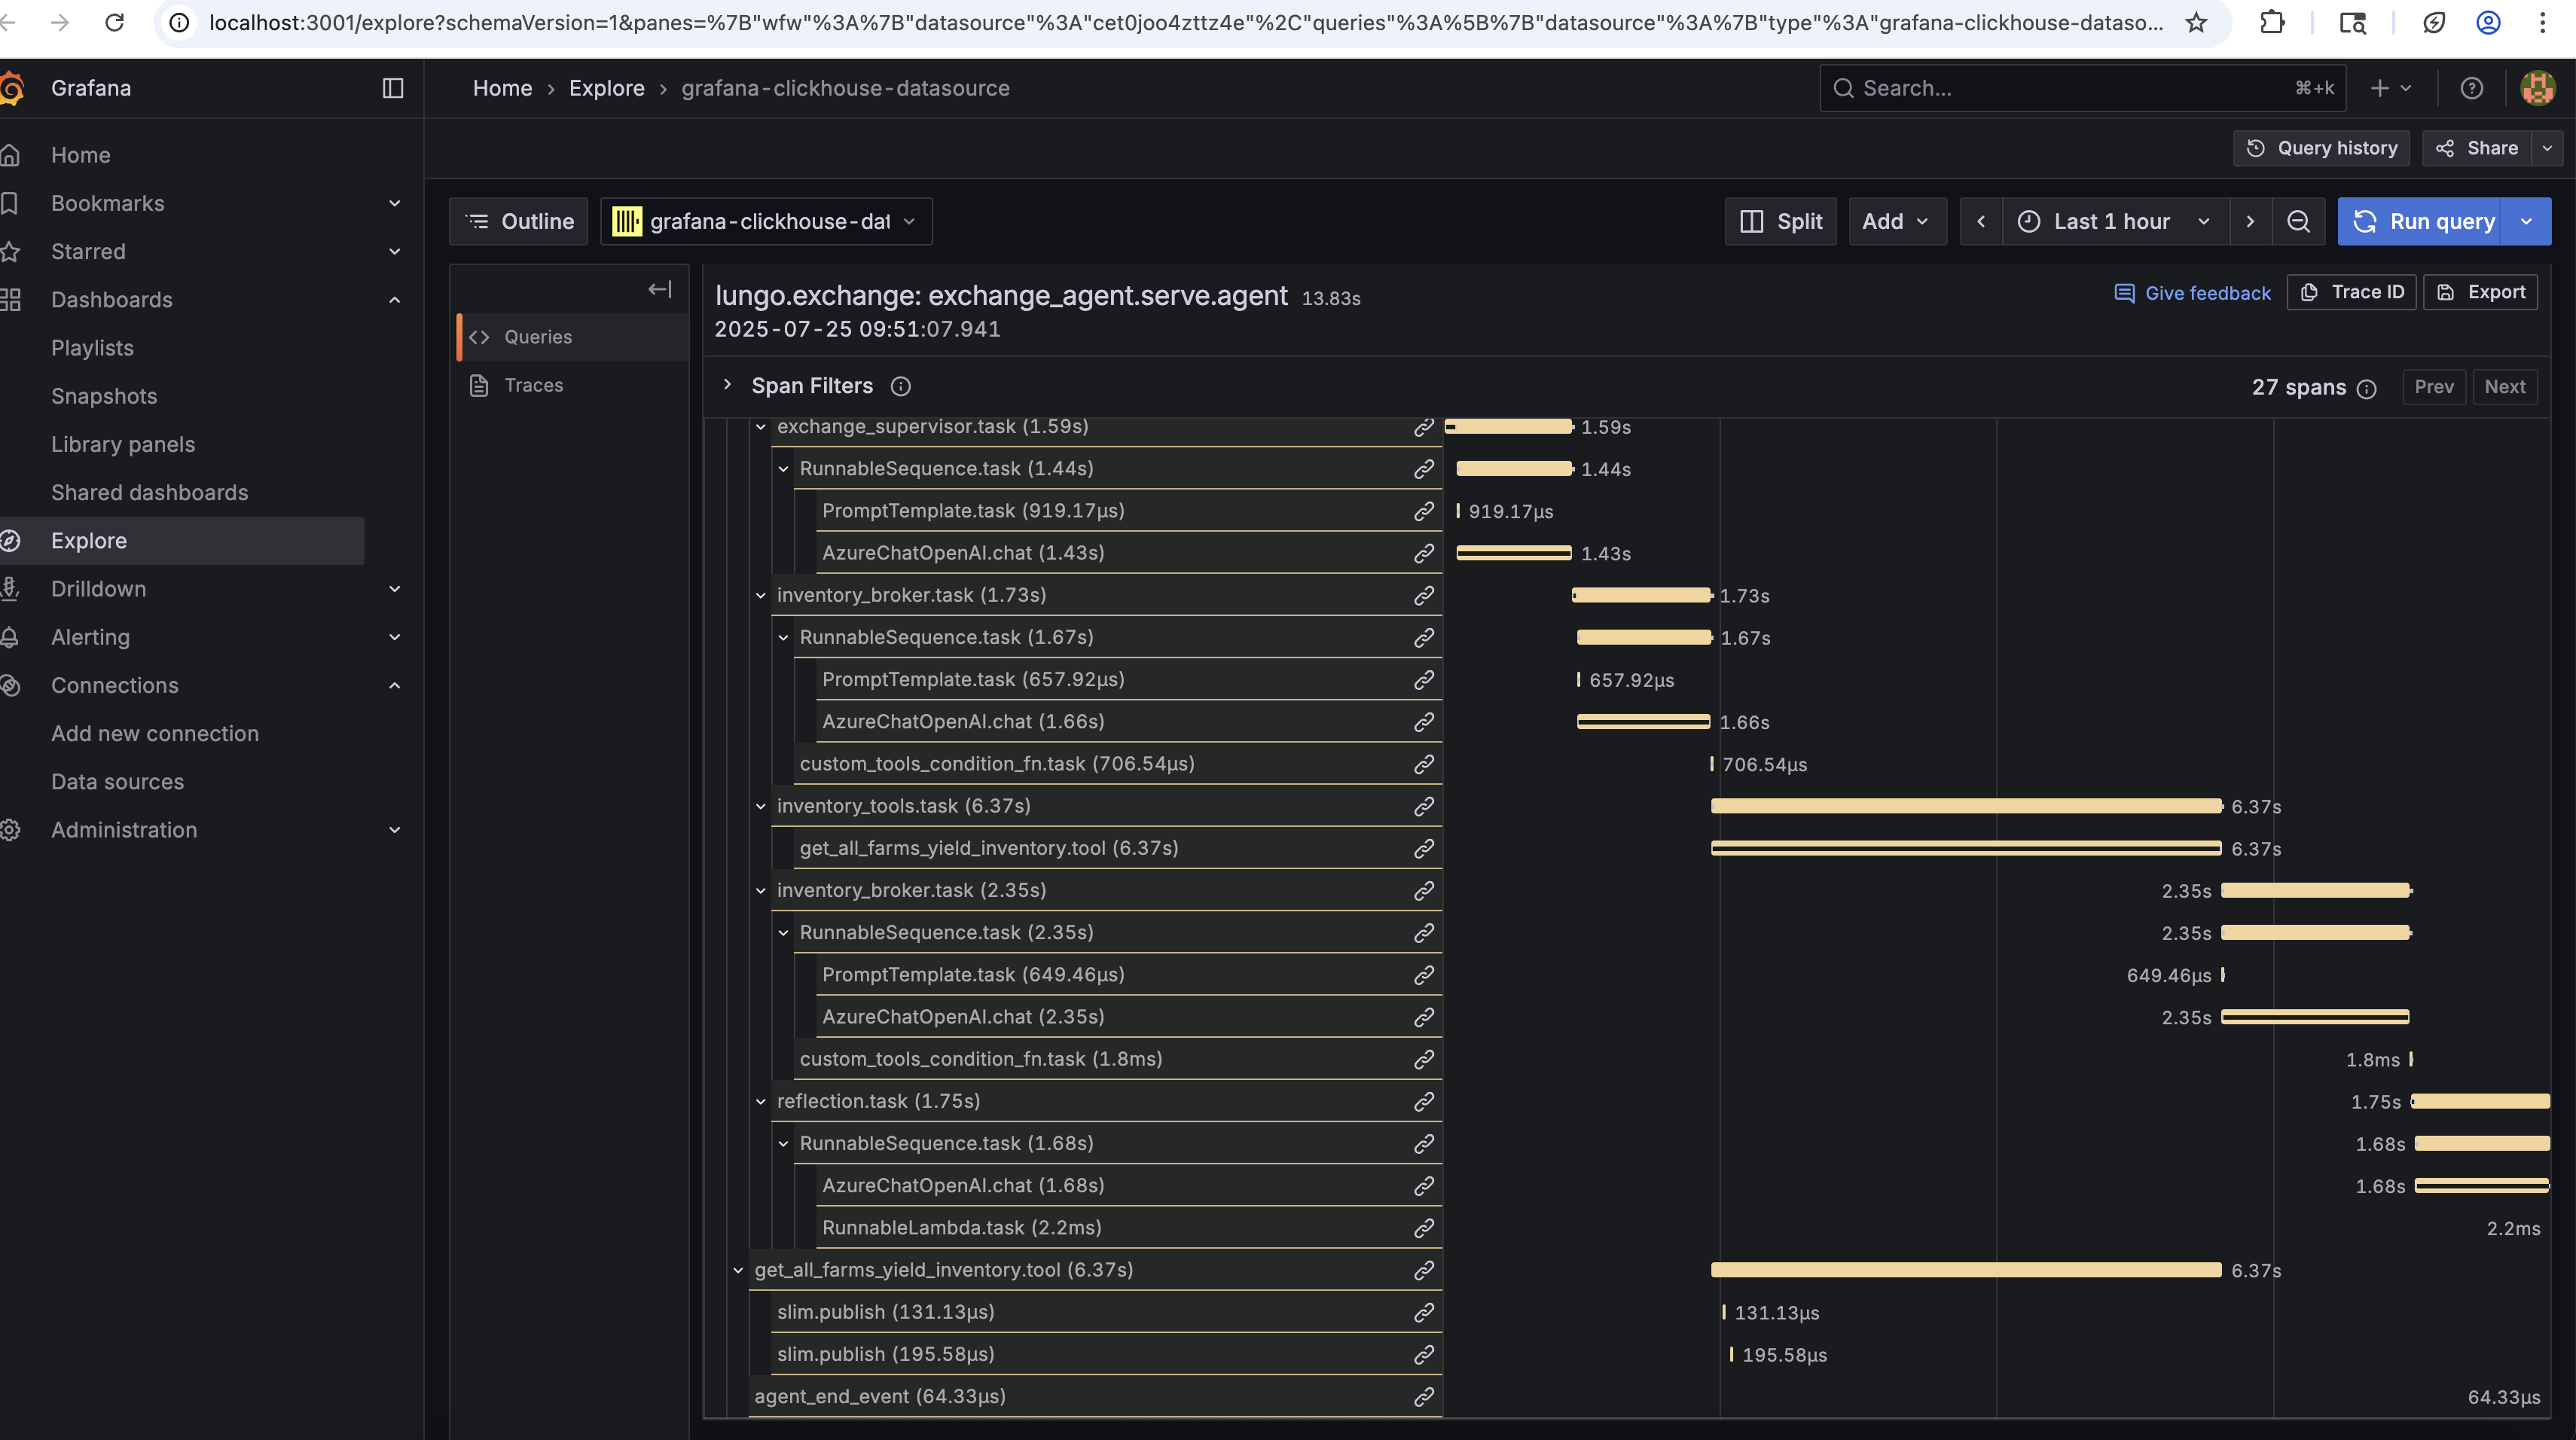 localhost:3001/explore?schemaVersion=1&panes=%7B"wfw"%3A%7B"datasource"%3A"cet0joo4zttz4e"%2C"queries"%3A%5B%7B"datasource"%3A%7B"type"%3A"grafana-clickhouse-dataso...
Grafana
Home › Explore › grafana-clickhouse-datasource
Search...
⌘+k
Query history
Share
Home
Bookmarks
Starred
Dashboards
Playlists
Snapshots
Library panels
Shared dashboards
Explore
Drilldown
Alerting
Connections
Add new connection
Data sources
Administration
Outline
grafana-clickhouse-dat
Split
Add
Last 1 hour
Run query
Queries
Traces
lungo.exchange: exchange_agent.serve.agent 13.83s
2025-07-25 09:51:07.941
Give feedback
Trace ID
Export
Span Filters
27 spans
Prev
Next
exchange_supervisor.task (1.59s) 1.59s
RunnableSequence.task (1.44s) 1.44s
PromptTemplate.task (919.17μs) 919.17μs
AzureChatOpenAI.chat (1.43s) 1.43s
inventory_broker.task (1.73s) 1.73s
RunnableSequence.task (1.67s) 1.67s
PromptTemplate.task (657.92μs) 657.92μs
AzureChatOpenAI.chat (1.66s) 1.66s
custom_tools_condition_fn.task (706.54μs) 706.54μs
inventory_tools.task (6.37s) 6.37s
get_all_farms_yield_inventory.tool (6.37s) 6.37s
inventory_broker.task (2.35s) 2.35s
RunnableSequence.task (2.35s) 2.35s
PromptTemplate.task (649.46μs) 649.46μs
AzureChatOpenAI.chat (2.35s) 2.35s
custom_tools_condition_fn.task (1.8ms) 1.8ms
reflection.task (1.75s) 1.75s
RunnableSequence.task (1.68s) 1.68s
AzureChatOpenAI.chat (1.68s) 1.68s
RunnableLambda.task (2.2ms) 2.2ms
get_all_farms_yield_inventory.tool (6.37s) 6.37s
slim.publish (131.13μs) 131.13μs
slim.publish (195.58μs) 195.58μs
agent_end_event (64.33μs) 64.33μs